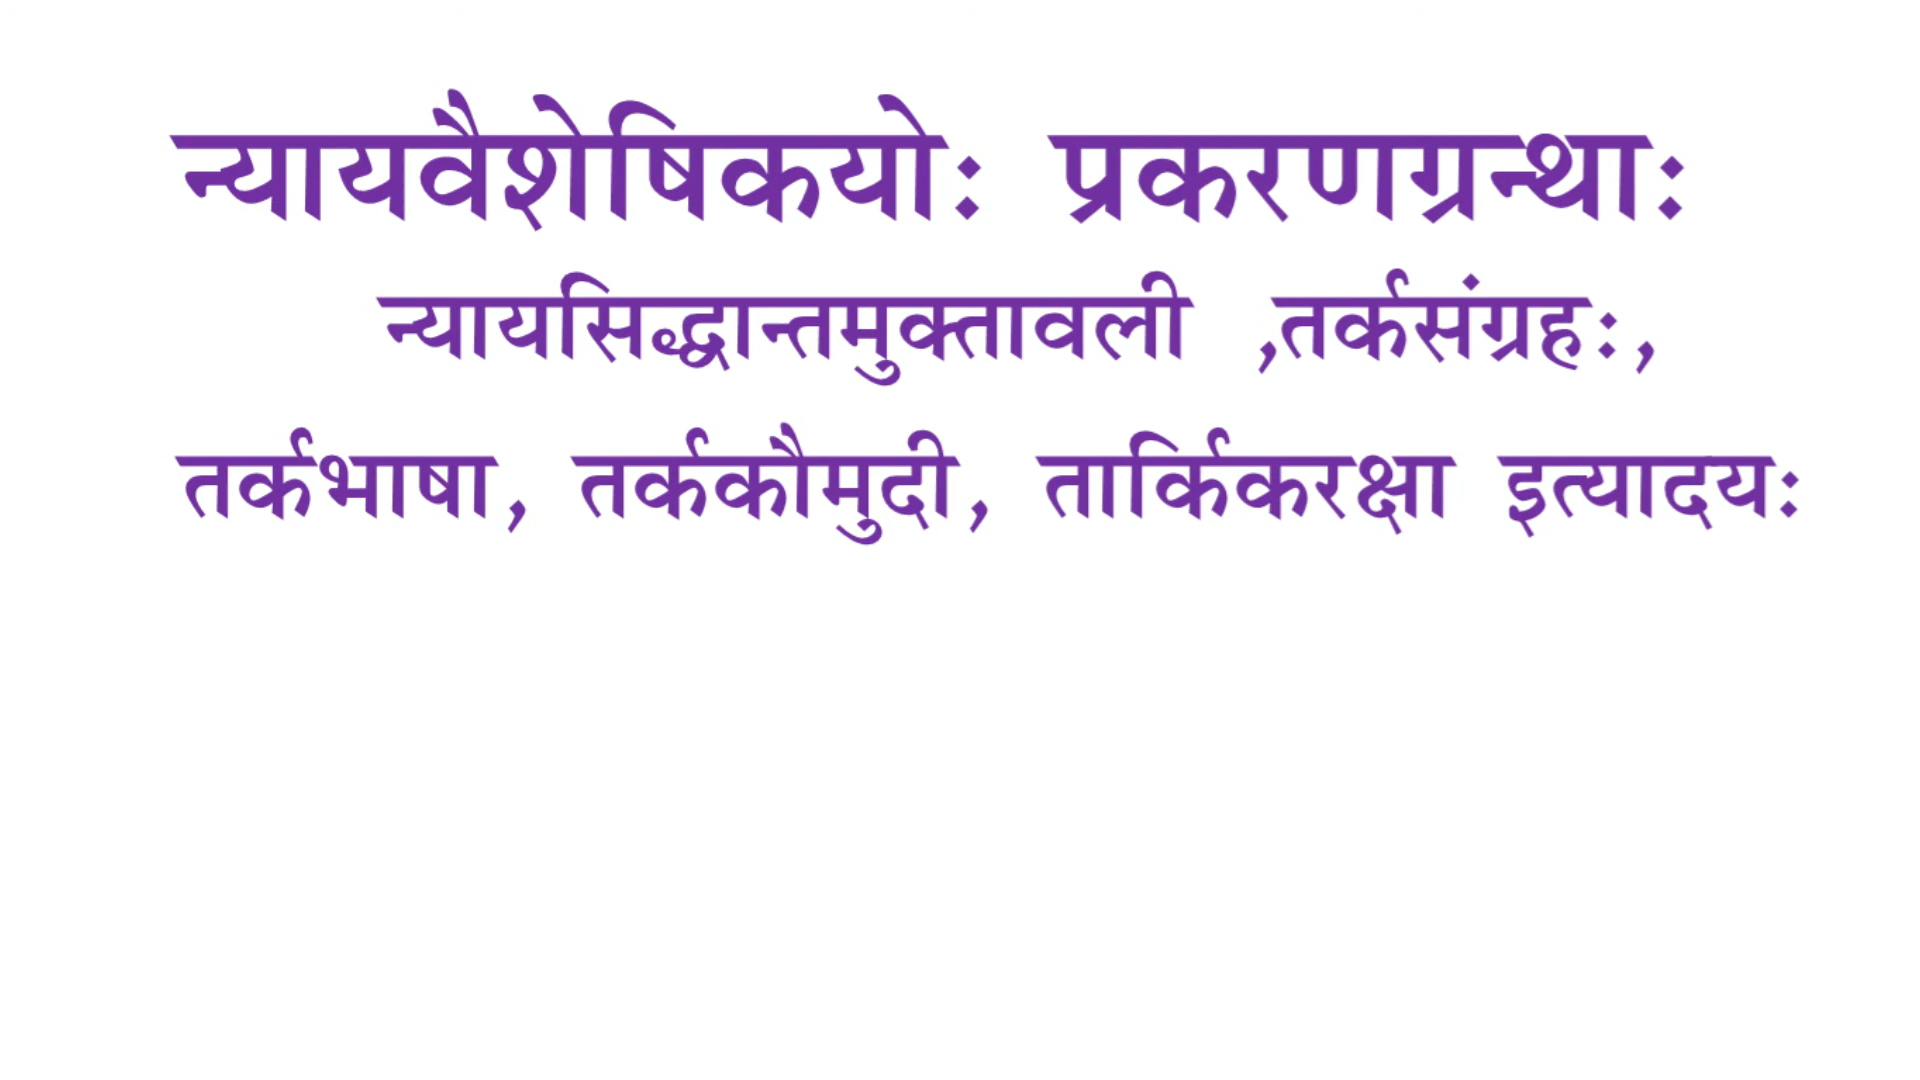 न्यायवैशेषिकयोः प्रकरणग्रन्थाः
न्यायसिद्धान्तमुक्तावली ,तर्कसंग्रहः,
तर्कभाषा, तर्ककौमुदी, तार्किकरक्षा इत्यादयः